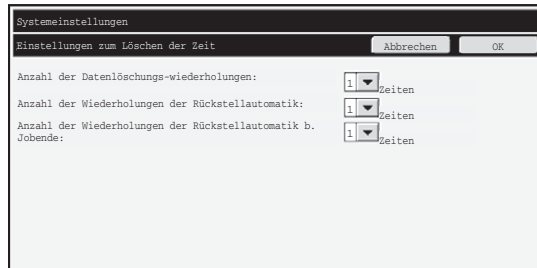 Systemeinstellungen
Einstellungen zum Löschen der Zeit Abbrechen OK
Anzahl der Datenlöschungs-wiederholungen: 1 Zeiten
Anzahl der Wiederholungen der Rückstellautomatik: 1 Zeiten
Anzahl der Wiederholungen der Rückstellautomatik b.
Jobende: 1 Zeiten